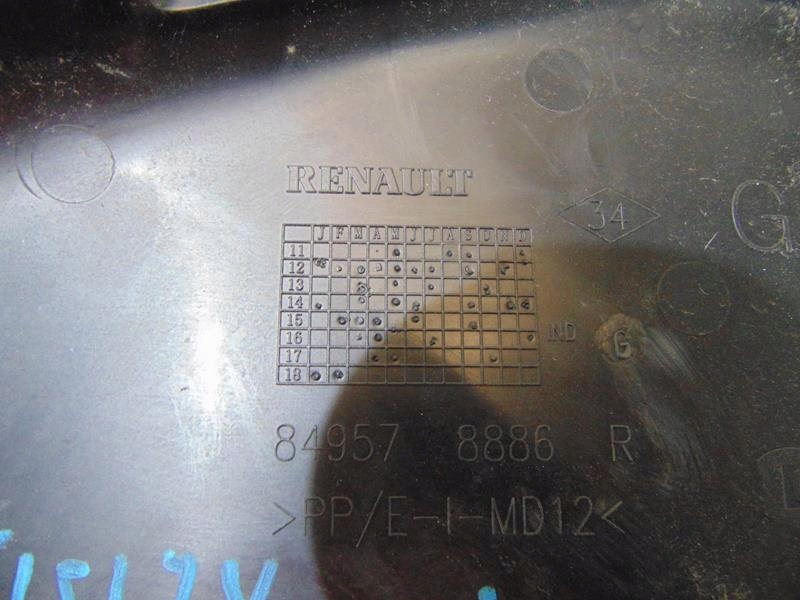 RENAULT
34
G
J F M A M J J A S O N D
11
12
13
14
15
16
17
18
IND G
84957 8886 R
>PP/E-I-MD12<